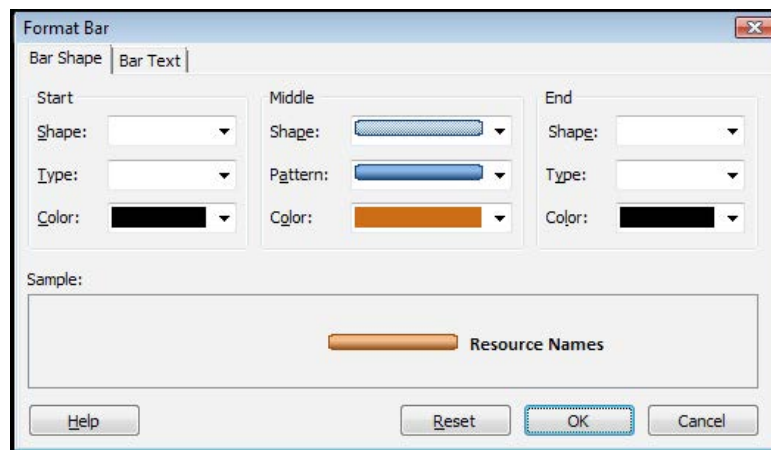 Format Bar
Bar Shape Bar Text
Start Middle End
Shape: Shape: Shape:
Type: Pattern: Type:
Color: Color: Color:
Sample:
Resource Names
Help Reset OK Cancel